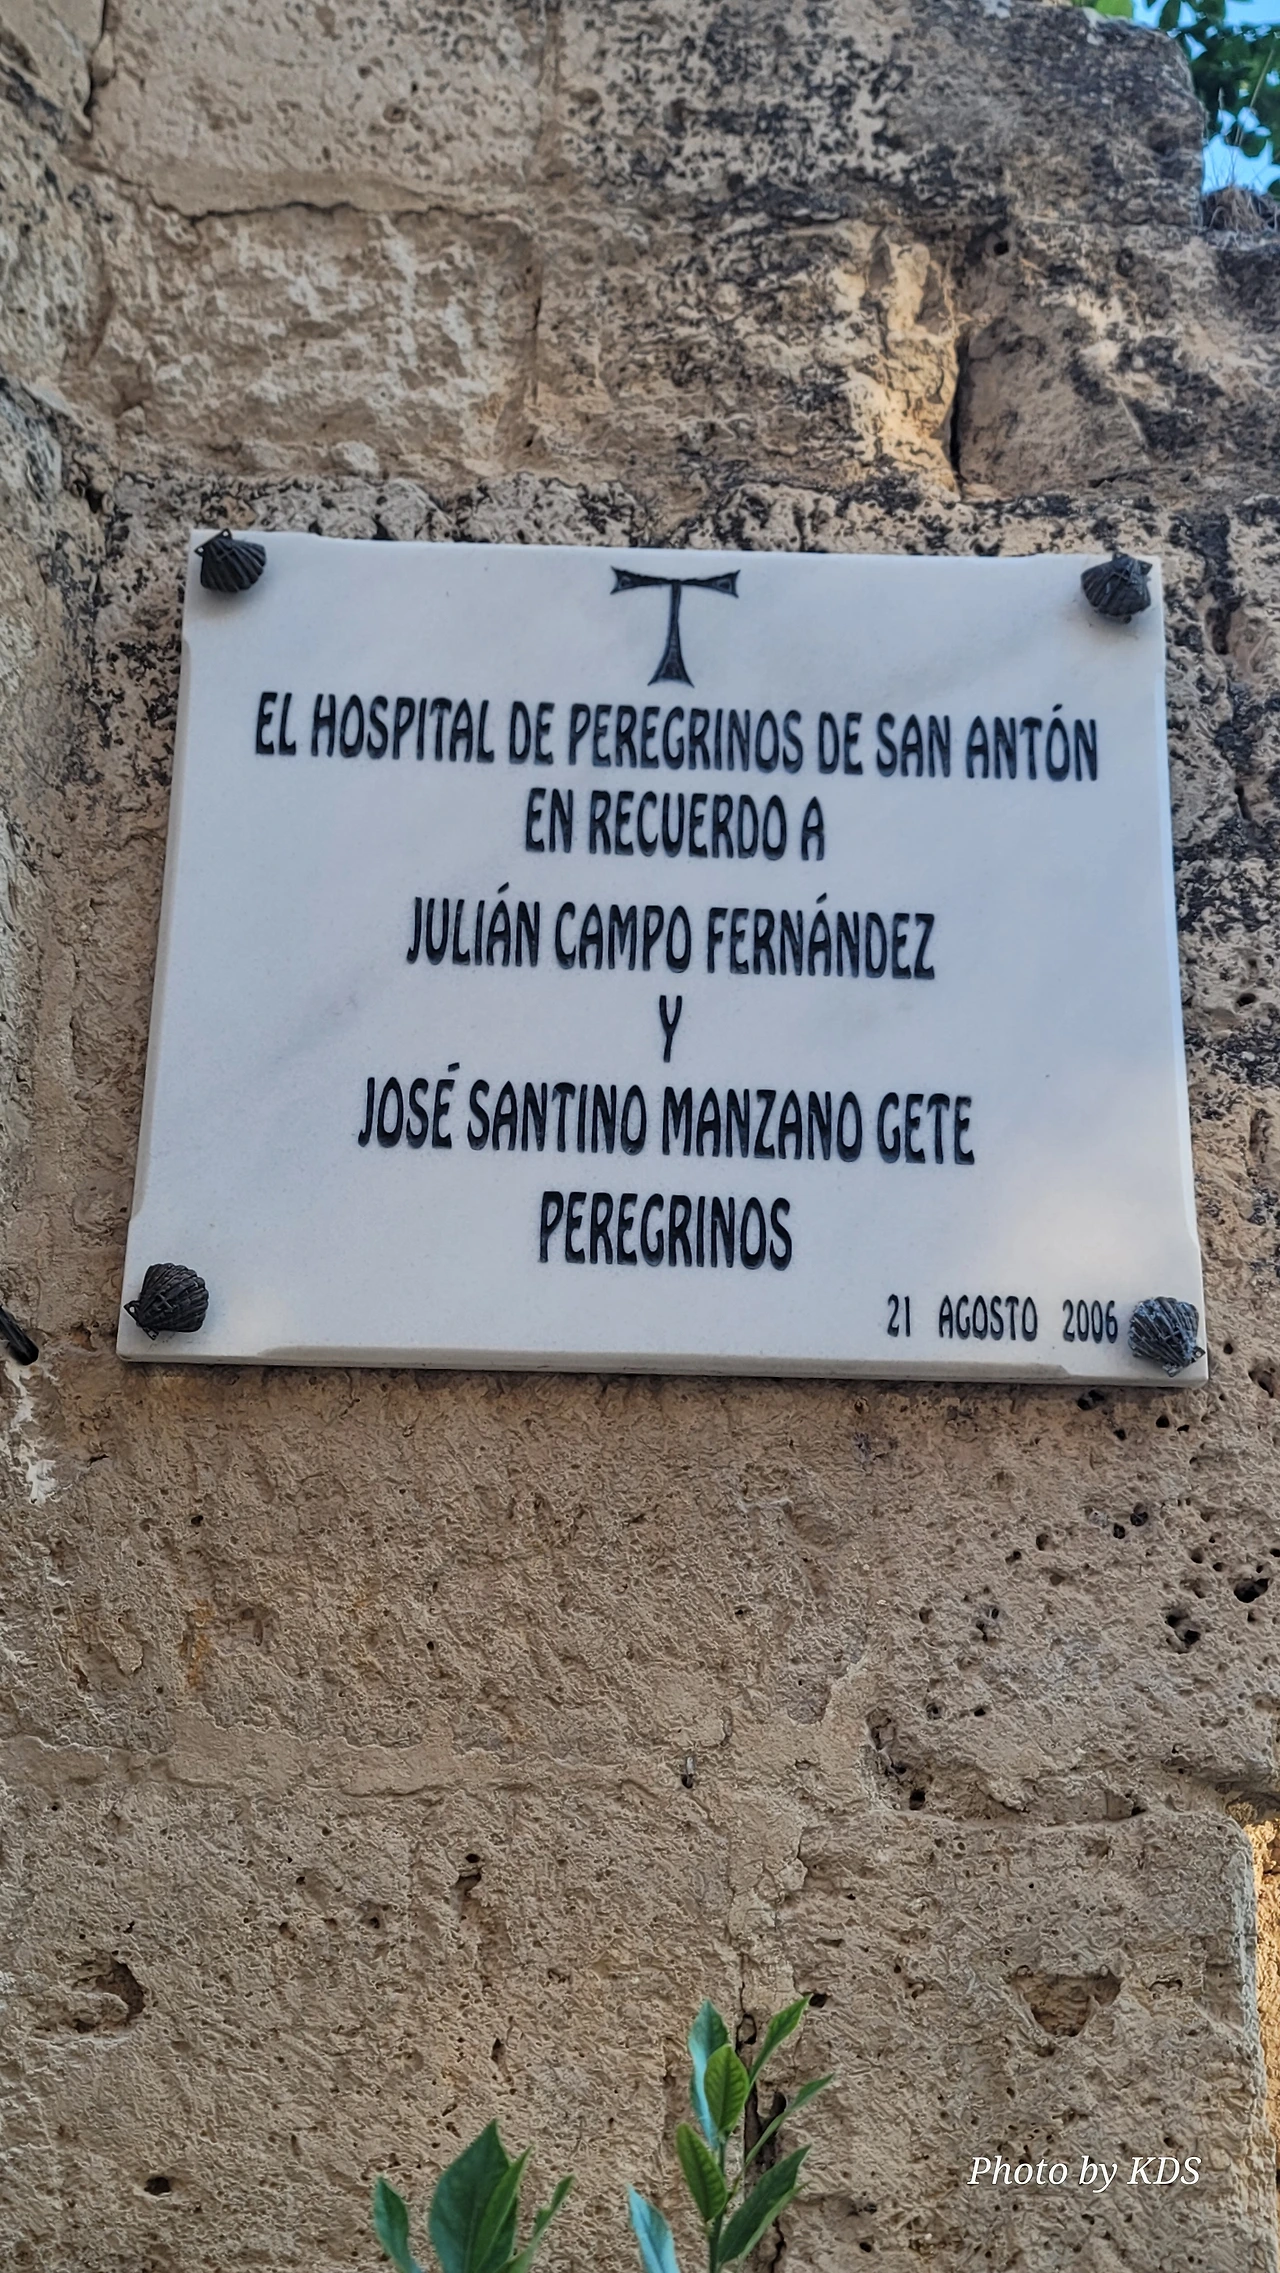 EL HOSPITAL DE PEREGRINOS DE SAN ANTÓN
EN RECUERDO A
JULIÁN CAMPO FERNÁNDEZ
Y
JOSÉ SANTINO MANZANO GETE
PEREGRINOS
21 AGOSTO 2006
Photo by KDS